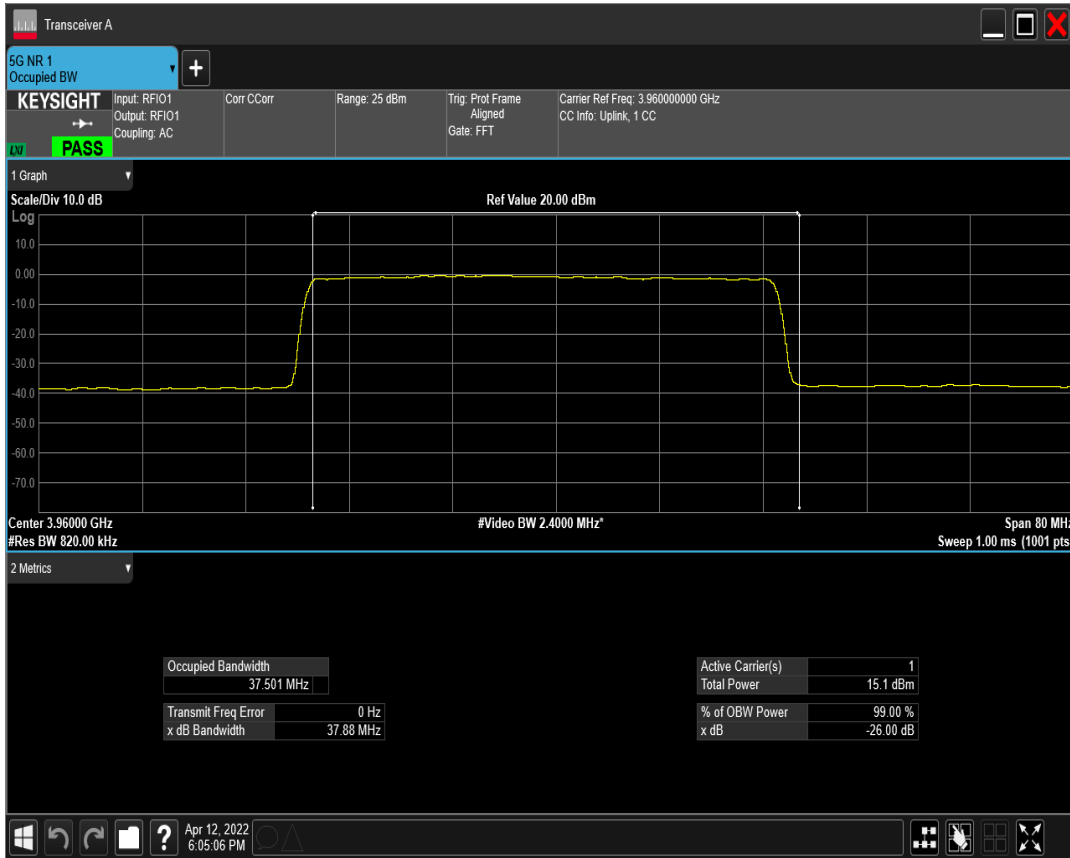 Transceiver A
5G NR 1
Occupied BW
+
KEYSIGHT
LXI
PASS
Input: RFIO1
Output: RFIO1
Coupling: AC
Corr CCorr
Range: 25 dBm
Trig: Prot Frame
Aligned
Gate: FFT
Carrier Ref Freq: 3.960000000 GHz
CC Info: Uplink, 1 CC
1 Graph
Scale/Div 10.0 dB
Ref Value 20.00 dBm
Log
10.0
0.00
-10.0
-20.0
-30.0
-40.0
-50.0
-60.0
-70.0
Center 3.96000 GHz
#Video BW 2.4000 MHz*
Span 80 MHz
#Res BW 820.00 kHz
Sweep 1.00 ms (1001 pts
2 Metrics
Occupied Bandwidth
37.501 MHz
Transmit Freq Error 0 Hz
x dB Bandwidth 37.88 MHz
Active Carrier(s) 1
Total Power 15.1 dBm
% of OBW Power 99.00 %
x dB -26.00 dB
?
Apr 12, 2022
6:05:06 PM